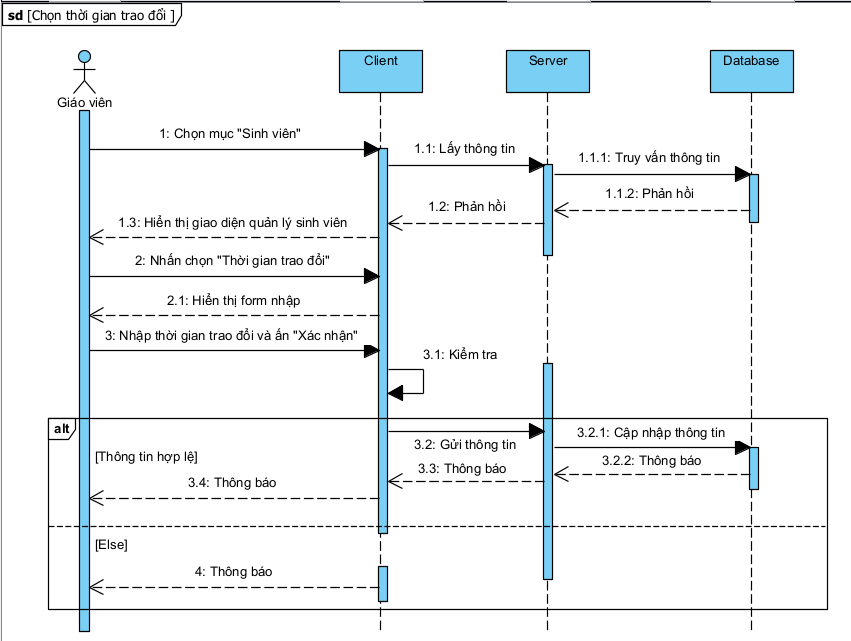 sd [Chọn thời gian trao đổi ]
Giáo viên
Client
Server
Database
1: Chọn mục "Sinh viên"
1.1: Lấy thông tin
1.1.1: Truy vấn thông tin
1.1.2: Phản hồi
1.2: Phản hồi
1.3: Hiển thị giao diện quản lý sinh viên
2: Nhấn chọn "Thời gian trao đổi"
2.1: Hiển thị form nhập
3: Nhập thời gian trao đổi và ấn "Xác nhận"
3.1: Kiểm tra
alt
3.2: Gửi thông tin
3.2.1: Cập nhập thông tin
[Thông tin hợp lệ]
3.2.2: Thông báo
3.3: Thông báo
3.4: Thông báo
[Else]
4: Thông báo